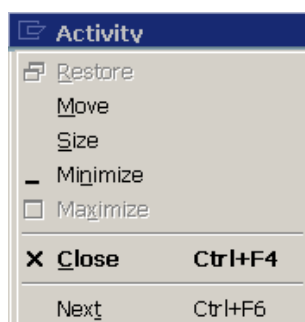 Activity
Restore
Move
Size
Minimize
Maximize
Close Ctrl+F4
Next Ctrl+F6